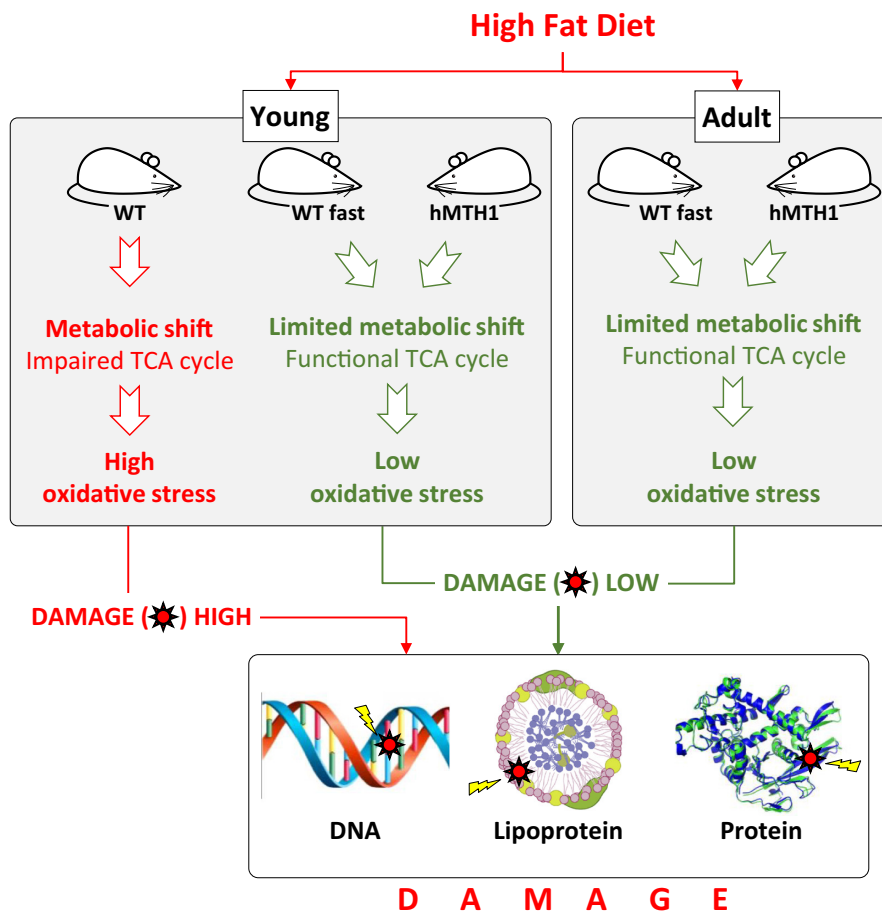 High Fat Diet
Young
Adult
WT
WT fast
hMTH1
WT fast
hMTH1
Metabolic shift
Impaired TCA cycle
Limited metabolic shift
Functional TCA cycle
Limited metabolic shift
Functional TCA cycle
High
oxidative stress
Low
oxidative stress
Low
oxidative stress
DAMAGE ( ) LOW
DAMAGE ( ) HIGH
DNA
Lipoprotein
Protein
D A M A G E